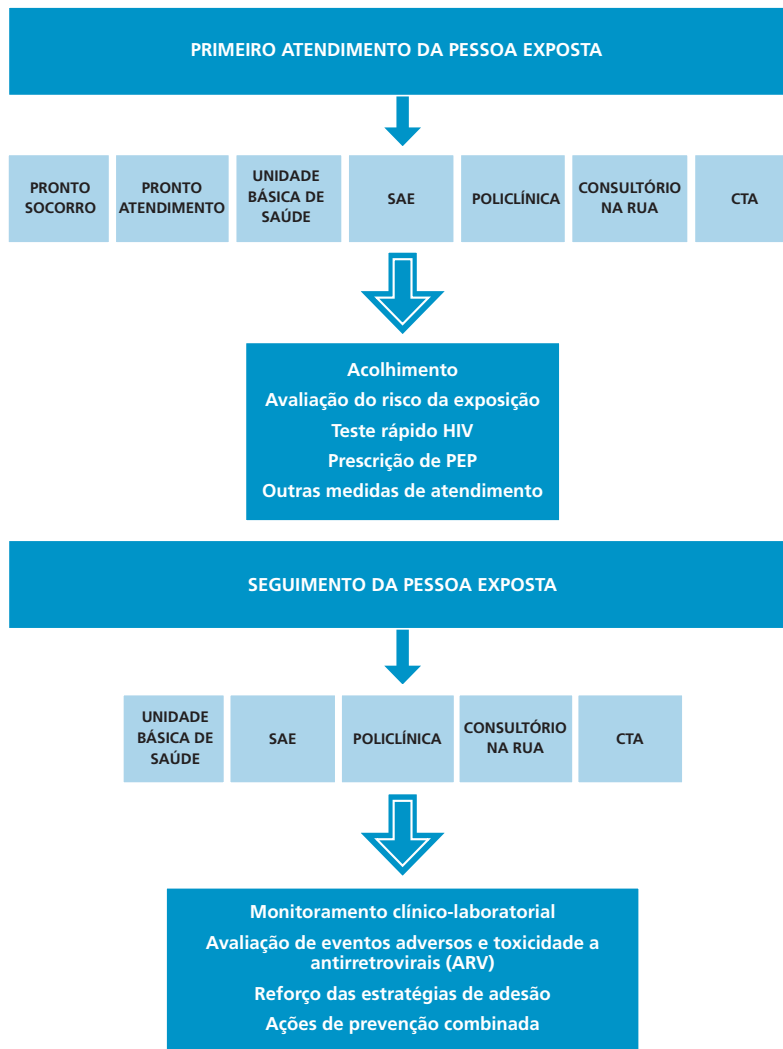 PRIMEIRO ATENDIMENTO DA PESSOA EXPOSTA
PRONTO
SOCORRO
PRONTO
ATENDIMENTO
UNIDADE
BÁSICA DE
SAÚDE
SAE
POLICLÍNICA
CONSULTÓRIO
NA RUA
CTA
Acolhimento
Avaliação do risco da exposição
Teste rápido HIV
Prescrição de PEP
Outras medidas de atendimento
SEGUIMENTO DA PESSOA EXPOSTA
UNIDADE
BÁSICA DE
SAÚDE
SAE
POLICLÍNICA
CONSULTÓRIO
NA RUA
CTA
Monitoramento clínico-laboratorial
Avaliação de eventos adversos e toxicidade a
antirretrovirais (ARV)
Reforço das estratégias de adesão
Ações de prevenção combinada